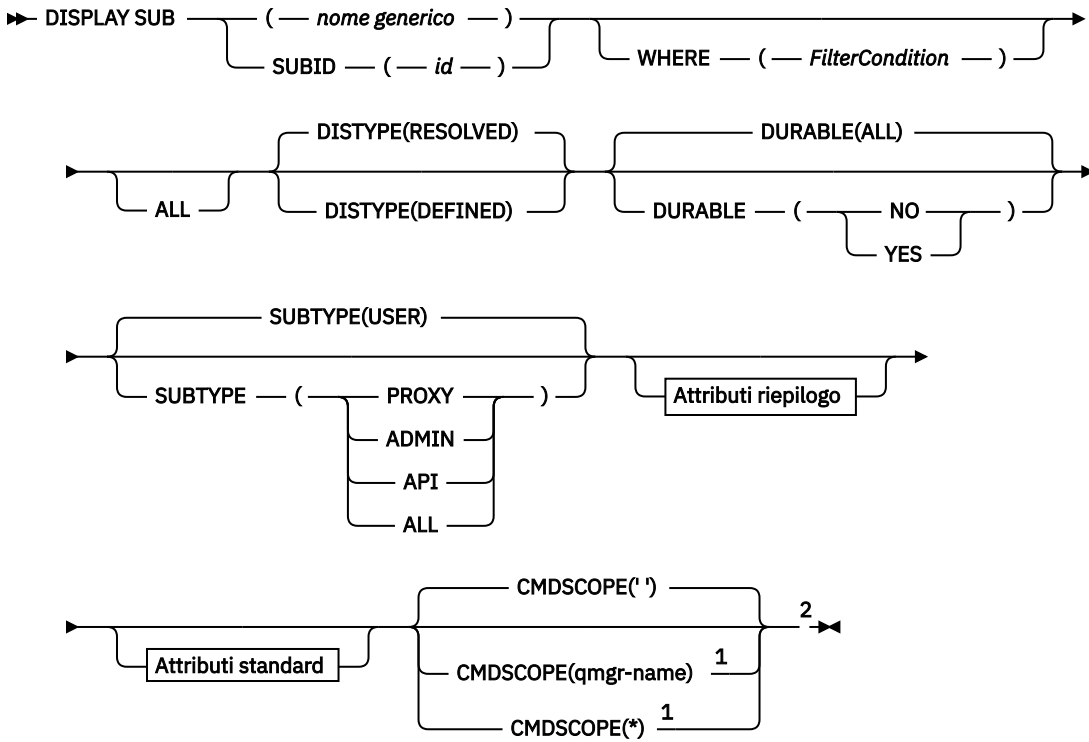 DISPLAY SUB ( nome generico )
SUBID ( id )
WHERE ( FilterCondition )
DISTYPE(RESOLVED) DURABLE(ALL)
ALL DISTYPE(DEFINED) DURABLE ( NO )
YES
SUBTYPE(USER)
SUBTYPE ( PROXY ) Attributi riepilogo
ADMIN
API
ALL
CMDSCOPE(' ')
2
Attributi standard CMDSCOPE(qmgr-name) 1
CMDSCOPE(*) 1